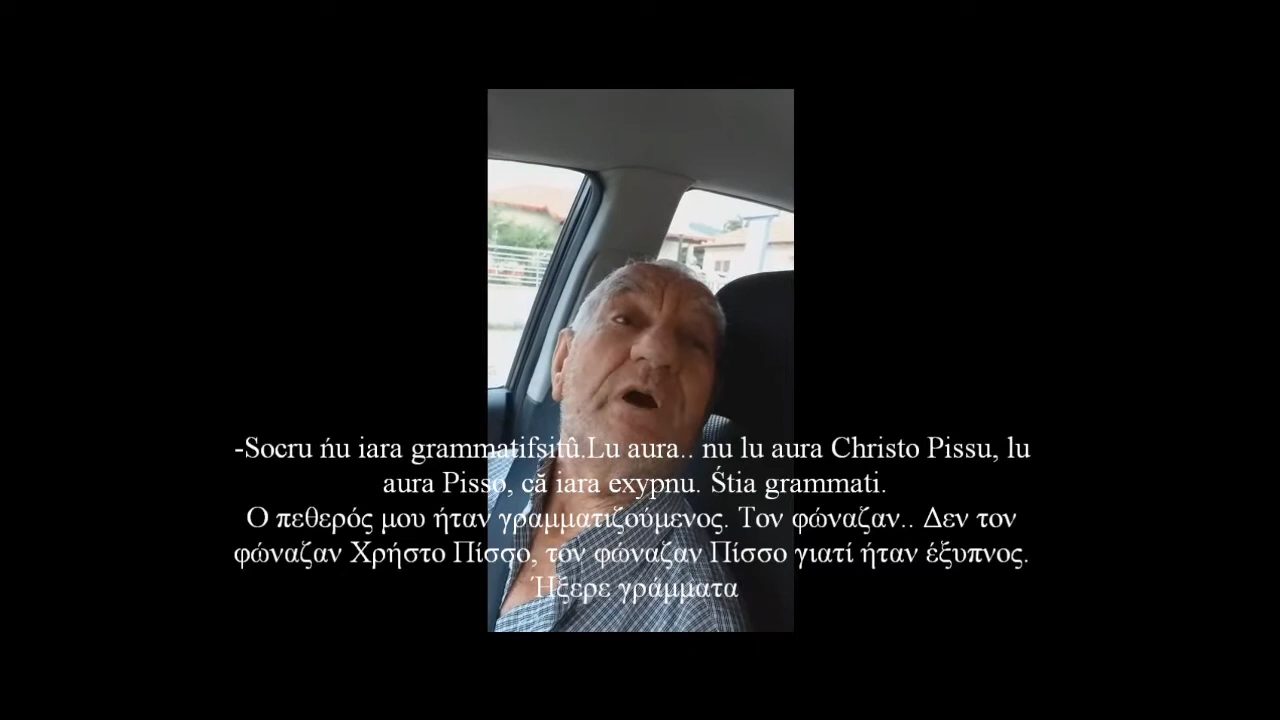 -Socru ńu iara grammatifsitû.Lu aura.. nu lu aura Christo Pissu, lu
aura Pisso, că iara exypnu. Śtia grammati.
Ο πεθερός μου ήταν γραμματιζούμενος. Τον φώναζαν.. Δεν τον
φώναζαν Χρήστο Πίσσο, τον φώναζαν Πίσσο γιατί ήταν έξυπνος.
Ήξερε γράμματα